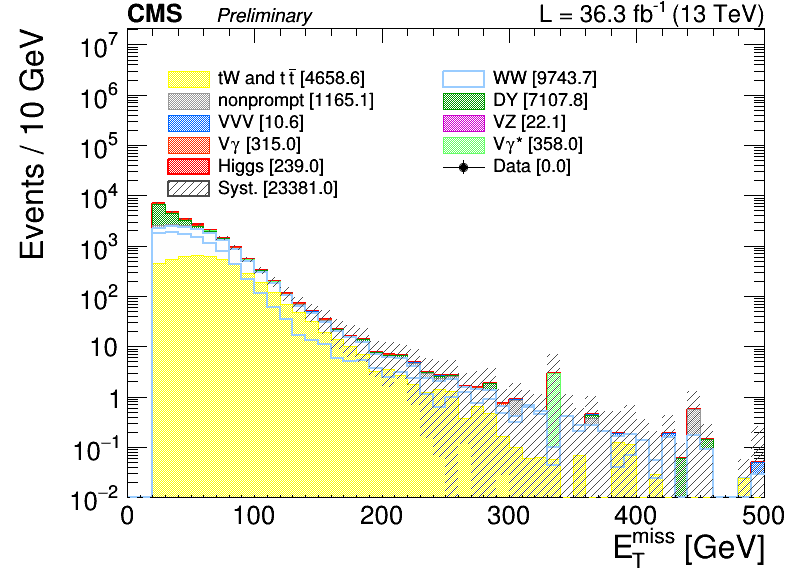 CMS Preliminary L = 36.3 fb⁻¹ (13 TeV)
Events / 10 GeV
10⁷
10⁶
10⁵
10⁴
10³
10²
10
1
10⁻¹
10⁻²
tW and tt̅ [4658.6]
nonprompt [1165.1]
VVV [10.6]
Vγ [315.0]
Higgs [239.0]
Syst. [23381.0]
WW [9743.7]
DY [7107.8]
VZ [22.1]
Vγ* [358.0]
Data [0.0]
0 100 200 300 400 500
E_T^miss [GeV]